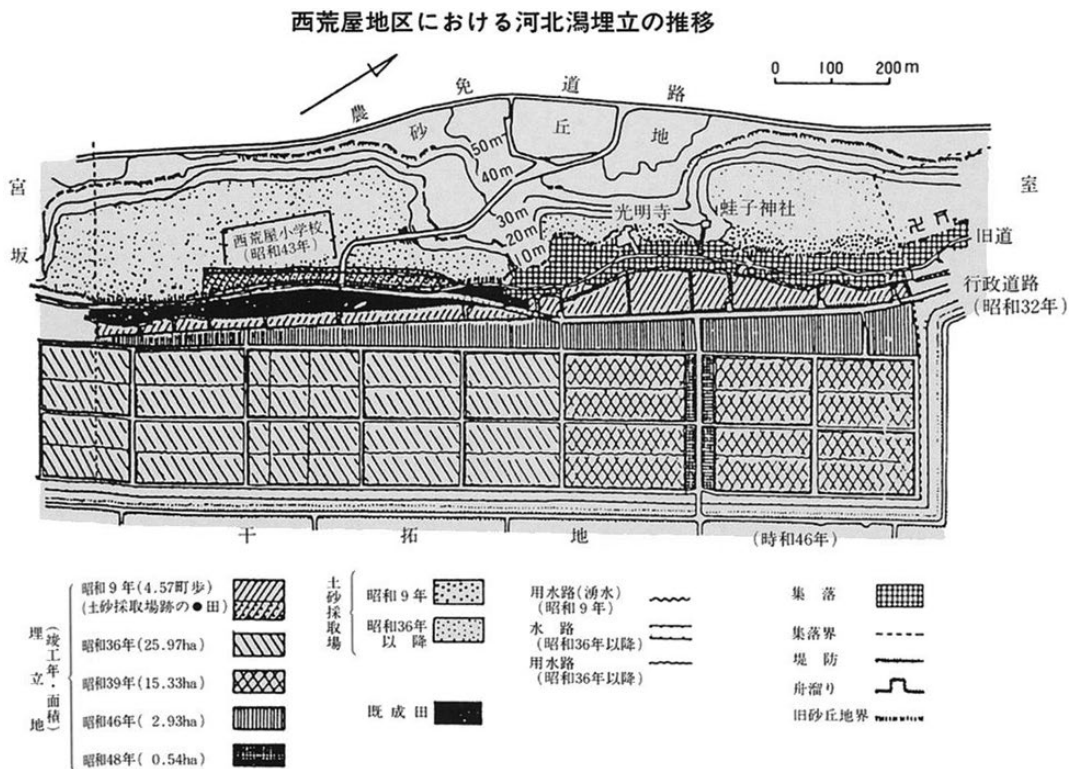 西荒屋地区における河北潟埋立の推移
0 100 200m
農免道路
砂丘地
50m
40m
30m
20m
10m
宮坂
室
西荒屋小学校
(昭和43年)
光明寺
蛙子神社
旧道
行政道路
(昭和32年)
干拓地
(時和46年)
埋立地
(竣工年・面積)
昭和9年(4.57町歩)
(土砂採取場跡の●田)
昭和36年(25.97ha)
昭和39年(15.33ha)
昭和46年(2.93ha)
昭和48年(0.54ha)
土砂採取場
昭和9年
昭和36年
以降
既成田
用水路(湧水)
(昭和9年)
水路
(昭和36年以降)
用水路
(昭和36年以降)
集落
集落界
堤防
舟溜り
旧砂丘地界